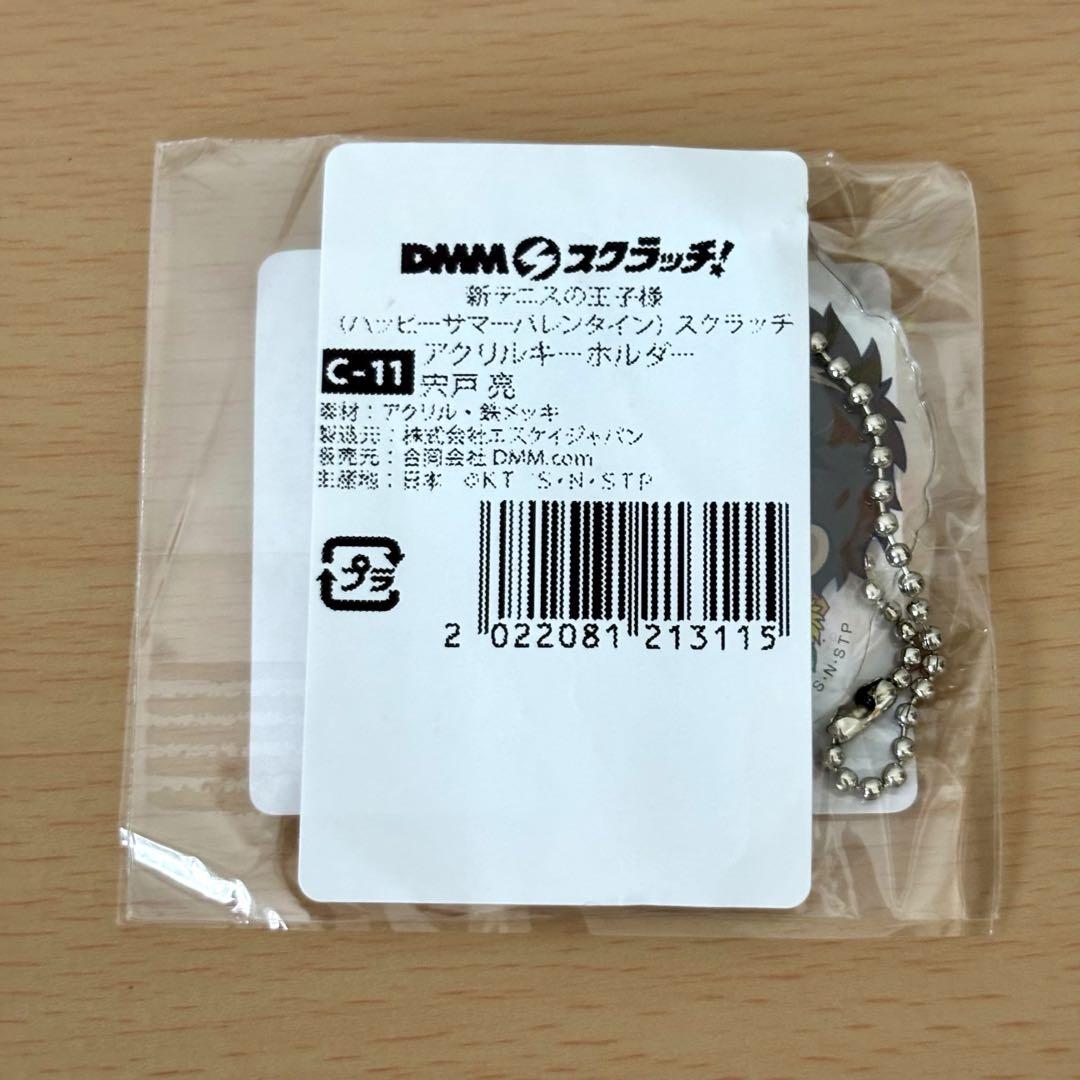 DMMスクラッチ!
新テニスの王子様
(ハッピーサマーバレンタイン) スクラッチ
アクリルキーホルダー
C-11 宍戸 亮
素材:アクリル・鉄メッキ
製造元:株式会社エスケイジャパン
販売元:合同会社DMM.com
生産地:日本 ©KT S・N・STP
プラ
2 022081 213115
S・N・STP